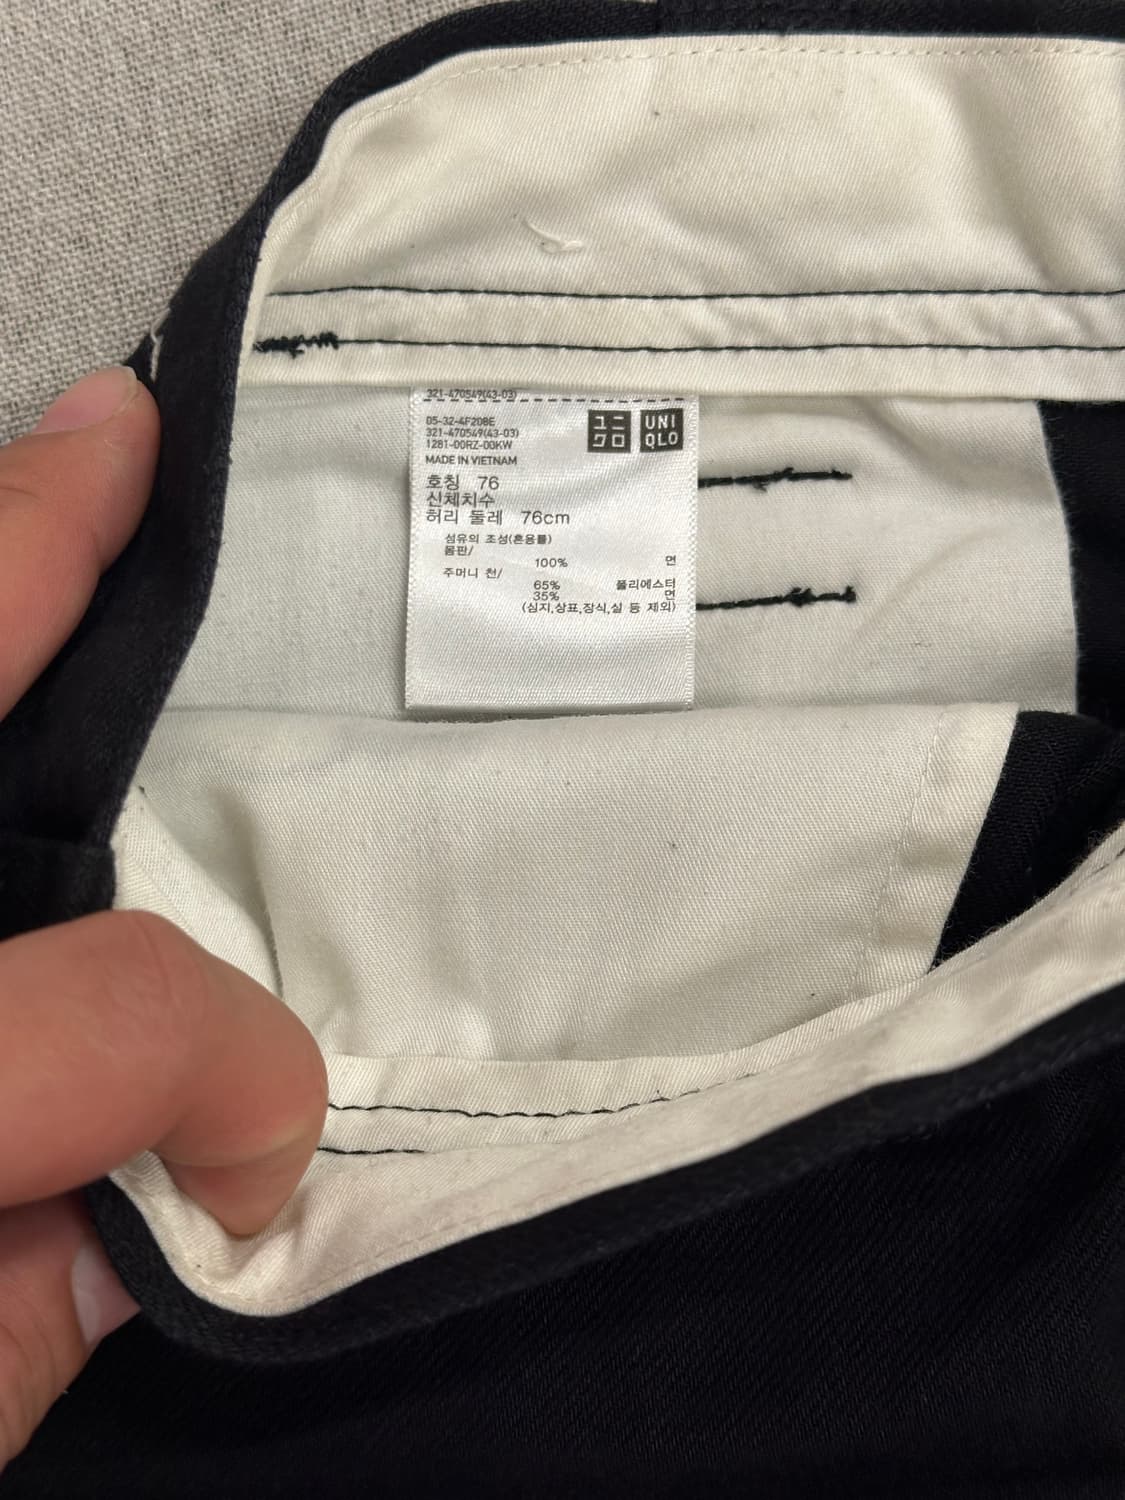 321-470549(43-03)
05-32-4F208E
321-470549(43-03)
1281-00RZ-00KW
MADE IN VIETNAM
ユニ
クロ
UNI
QLO
호칭 76
신체치수
허리 둘레 76cm
섬유의 조성(혼용률)
몸판/
100% 면
주머니 천/
65% 폴리에스터
35% 면
(심지,상표,장식,실 등 제외)